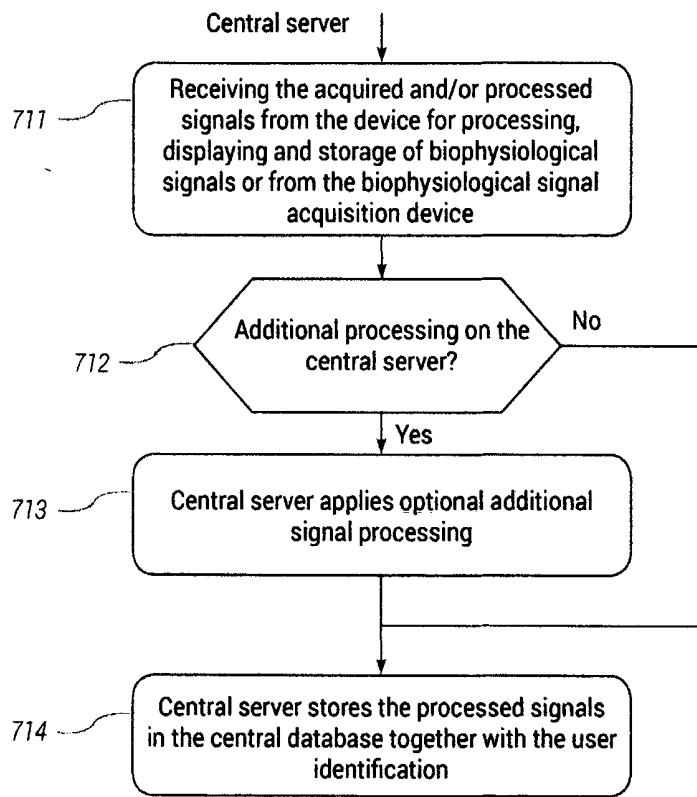 Central server
711
Receiving the acquired and/or processed
signals from the device for processing,
displaying and storage of biophysiological
signals or from the biophysiological signal
acquisition device
712
Additional processing on the
central server?
No
Yes
713
Central server applies optional additional
signal processing
714
Central server stores the processed signals
in the central database together with the user
identification